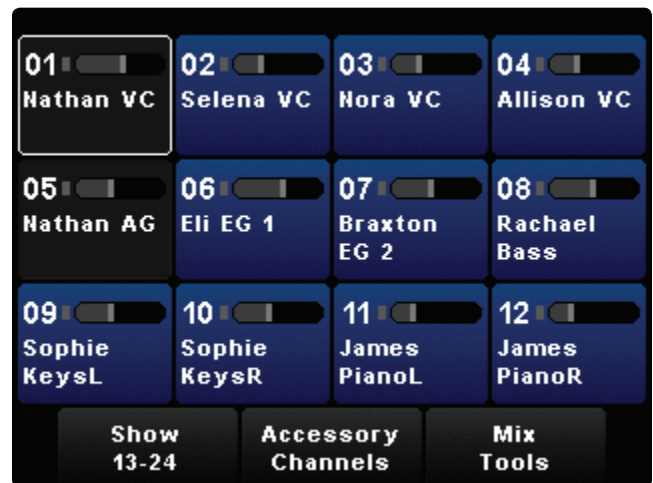 01
Nathan VC
02
Selena VC
03
Nora VC
04
Allison VC
05
Nathan AG
06
Eli EG 1
07
Braxton
EG 2
08
Rachael
Bass
09
Sophie
KeysL
10
Sophie
KeysR
11
James
PianoL
12
James
PianoR
Show
13-24
Accessory
Channels
Mix
Tools